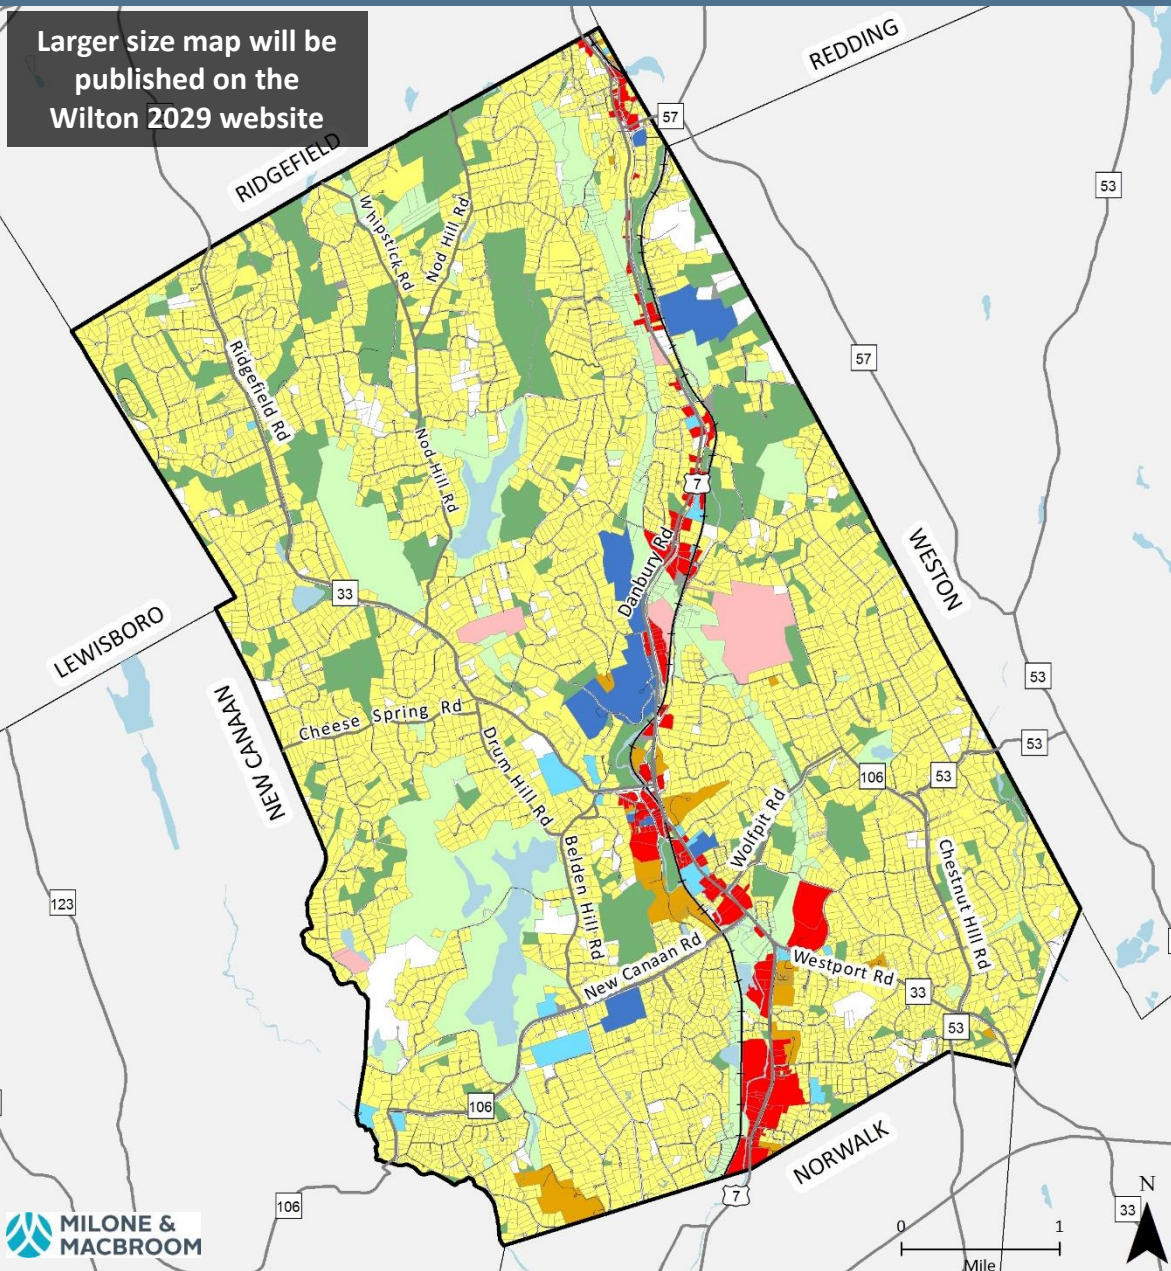 Larger size map will be
published on the
Wilton 2029 website
REDDING
57
RIDGEFIELD
53
Whipstick Rd
Nod Hill Rd
57
Ridgefield Rd
Nod Hill Rd
7
Danbury Rd
WESTON
33
LEWISBORO
53
NEW CANAAN
Cheese Spring Rd
Drum Hill Rd
53
106
53
Wolfpit Rd
Belden Hill Rd
Chestnut Hill Rd
123
New Canaan Rd
Westport Rd
33
53
106
NORWALK
7
106
N
33
MILONE &
MACBROOM
0 1
Mile